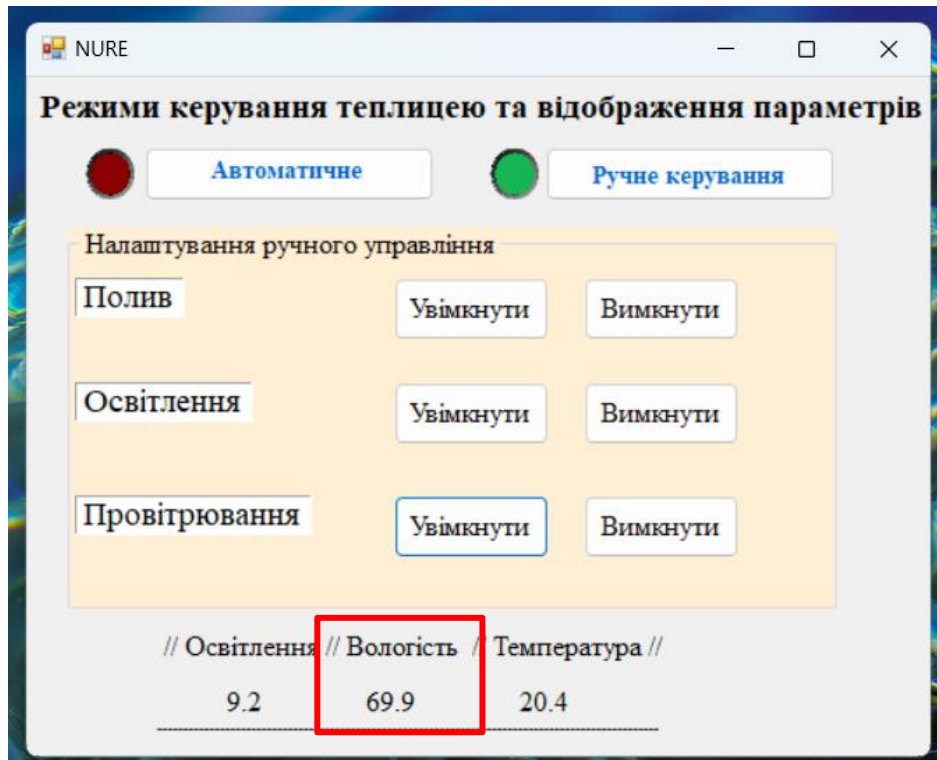 NURE
Режими керування теплицею та відображення параметрів
Автоматичне Ручне керування
Налаштування ручного управління
Полив Увімкнути Вимкнути
Освітлення Увімкнути Вимкнути
Провітрювання Увімкнути Вимкнути
// Освітлення // Вологість // Температура //
9.2 69.9 20.4